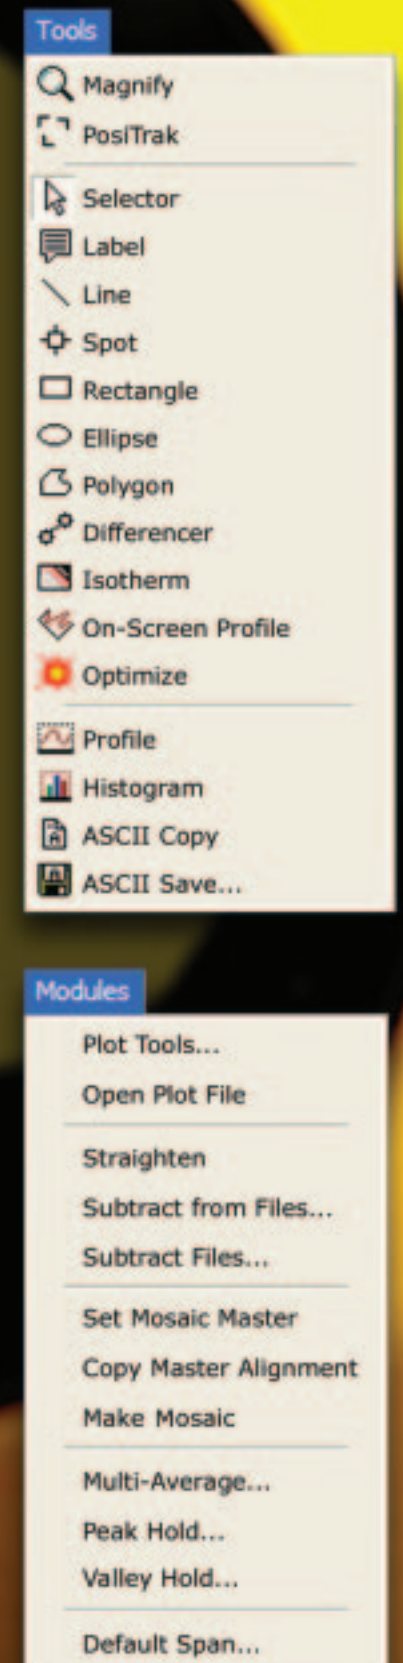 Tools
Magnify
PosiTrak
Selector
Label
Line
Spot
Rectangle
Ellipse
Polygon
Differencer
Isotherm
On-Screen Profile
Optimize
Profile
Histogram
ASCII Copy
ASCII Save...
Modules
Plot Tools...
Open Plot File
Straighten
Subtract from Files...
Subtract Files...
Set Mosaic Master
Copy Master Alignment
Make Mosaic
Multi-Average...
Peak Hold...
Valley Hold...
Default Span...